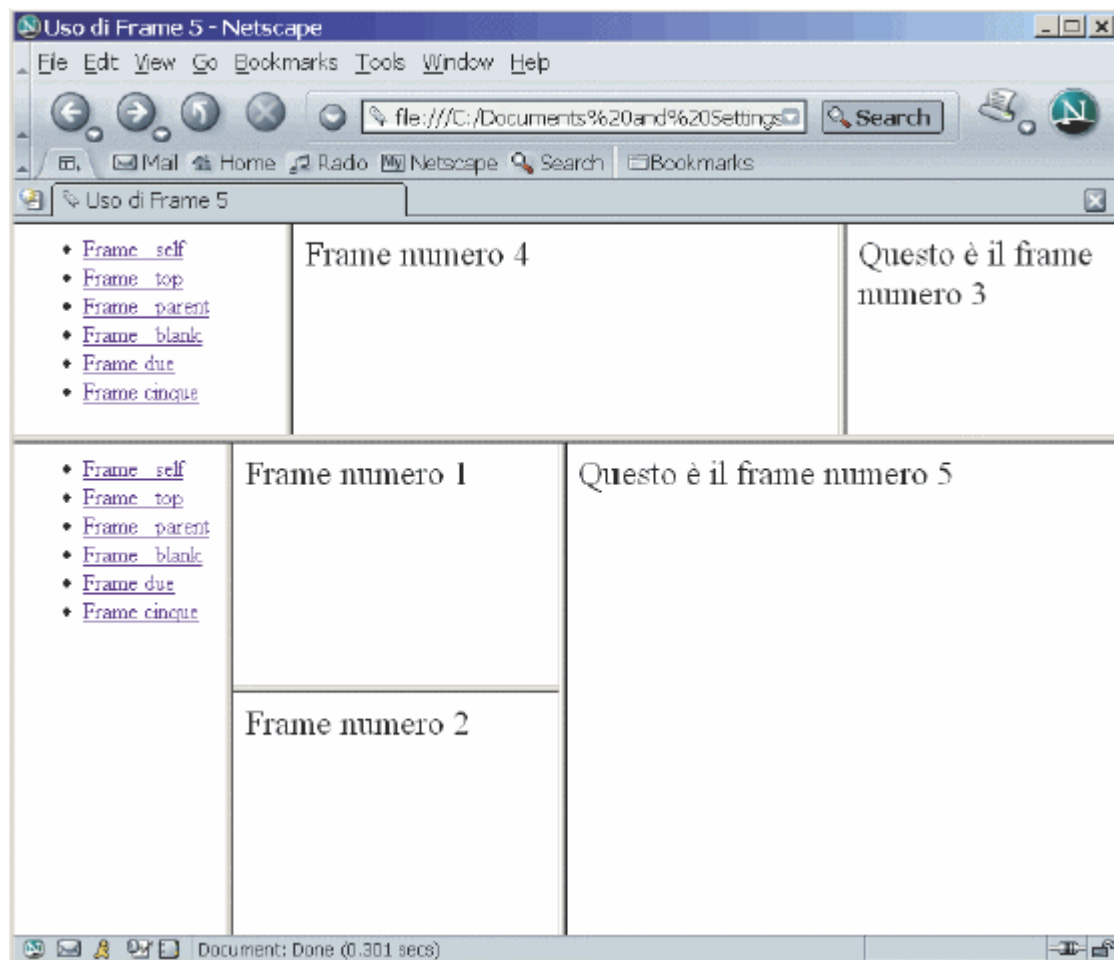 Uso di Frame 5 - Netscape
File Edit View Go Bookmarks Tools Window Help
file:///C:/Documents%20and%20Settings
Search
Mail Home Radio My Netscape Search Bookmarks
Uso di Frame 5
Frame _self
Frame _top
Frame _parent
Frame _blank
Frame due
Frame cinque
Frame numero 4
Questo è il frame
numero 3
Frame _self
Frame _top
Frame _parent
Frame _blank
Frame due
Frame cinque
Frame numero 1
Frame numero 2
Questo è il frame numero 5
Document: Done (0.301 secs)